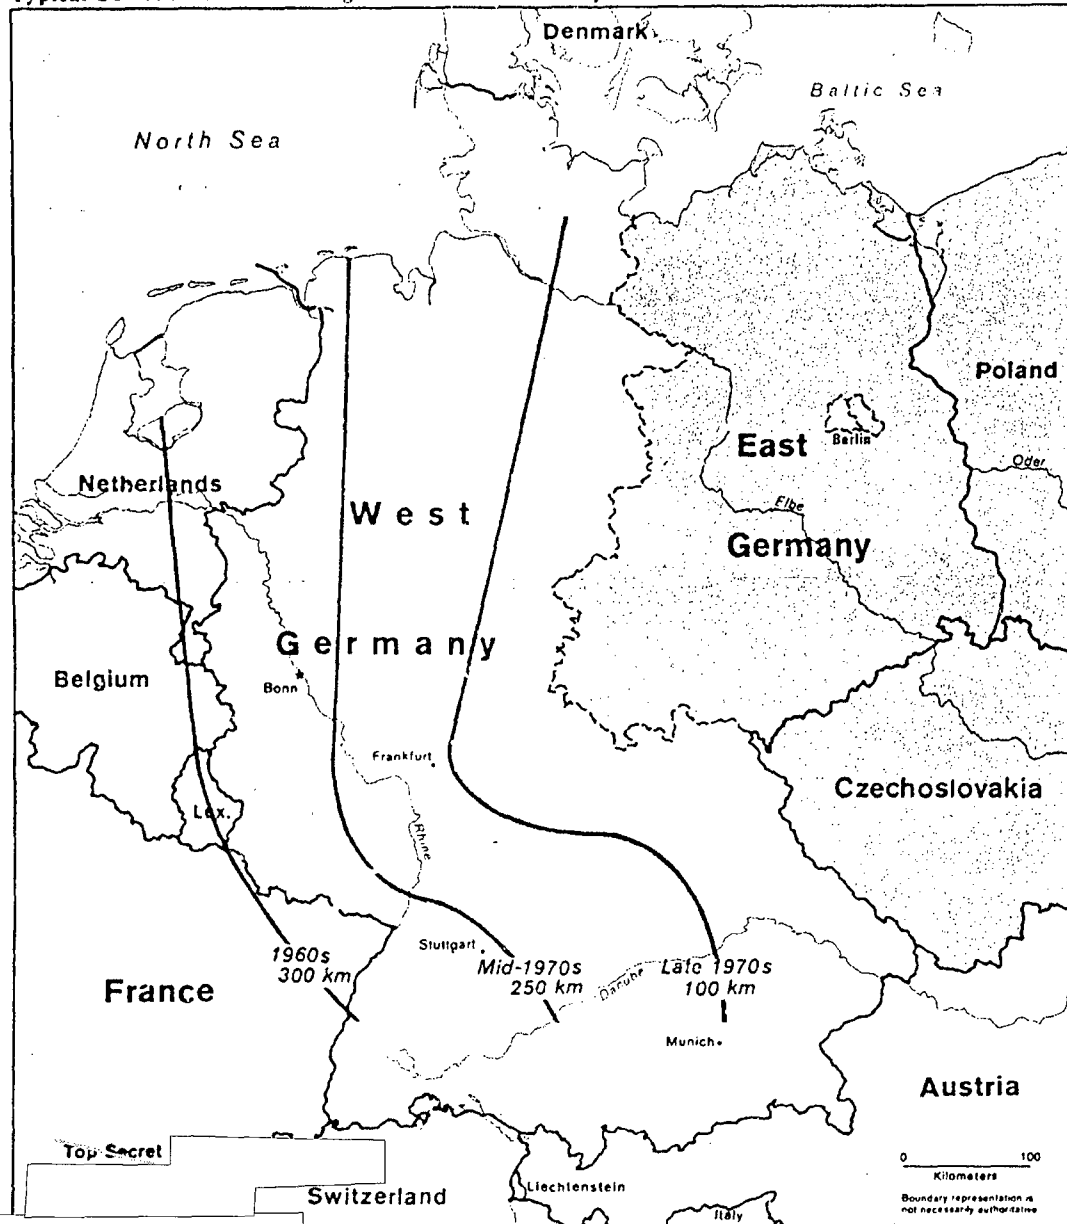 Denmark
Baltic Sea
North Sea
Poland
East
Berlin
Oder
Netherlands
West
Elbe
Germany
Germany
Belgium
Bonn
Frankfurt
Czechoslovakia
Lux.
Rhine
Stuttgart
1960s
300 km
Mid-1970s
250 km
Late 1970s
100 km
Danube
France
Munich
Austria
Top Secret
0 100
Kilometers
Liechtenstein
Switzerland
Boundary representation is
not necessarily authoritative
Italy